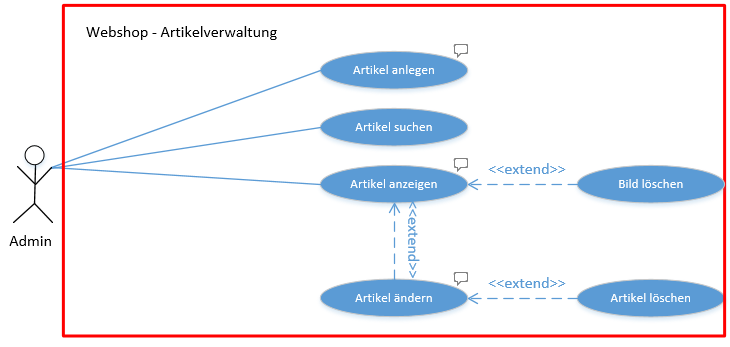 Webshop - Artikelverwaltung
Artikel anlegen
Artikel suchen
Artikel anzeigen
<<extend>>
Bild löschen
Admin
<<extend>>
Artikel ändern
<<extend>>
Artikel löschen